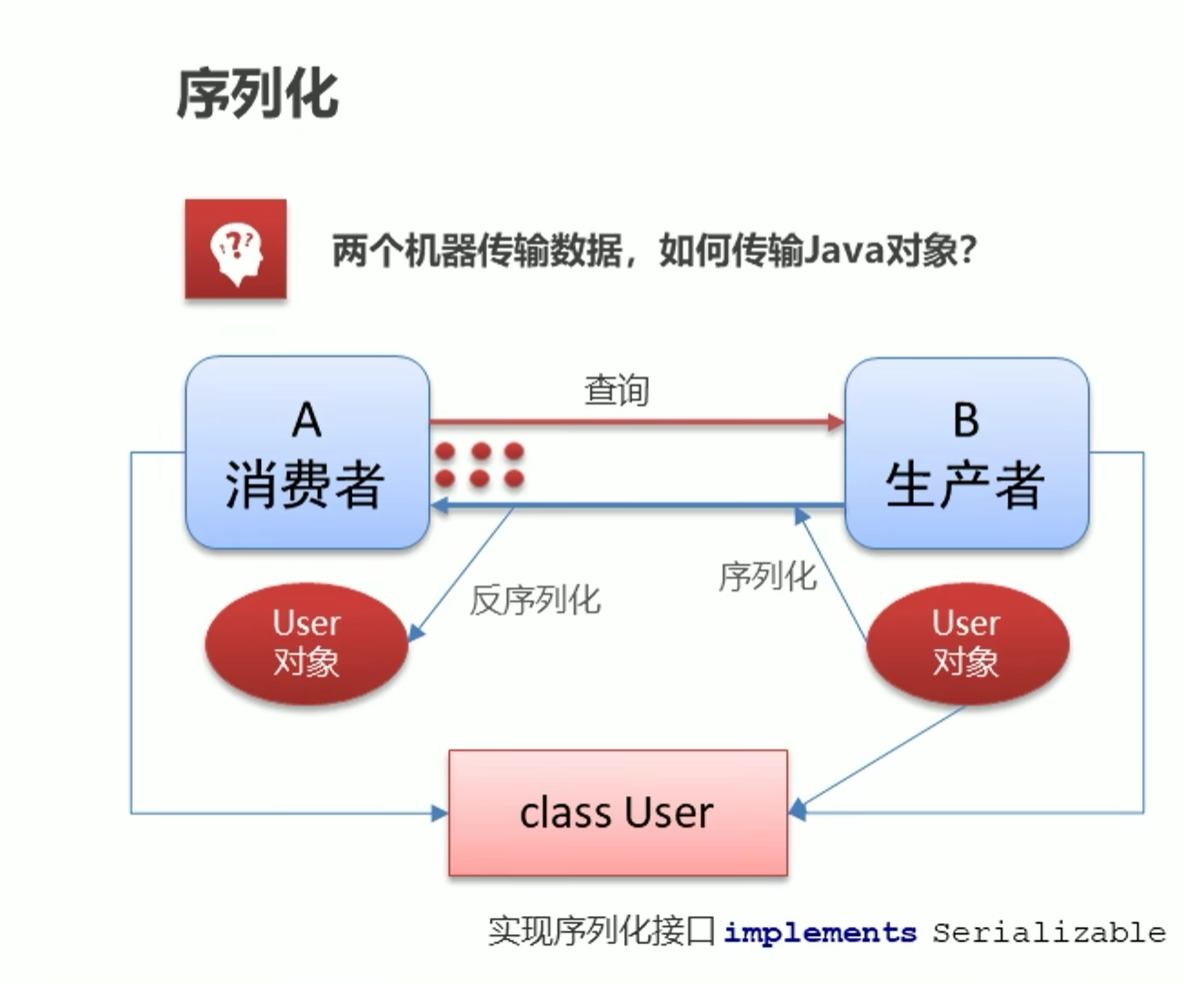 序列化
??? 
两个机器传输数据，如何传输Java对象?
查询
A
消费者
B
生产者
反序列化
序列化
User
对象
User
对象
class User
实现序列化接口 implements Serializable